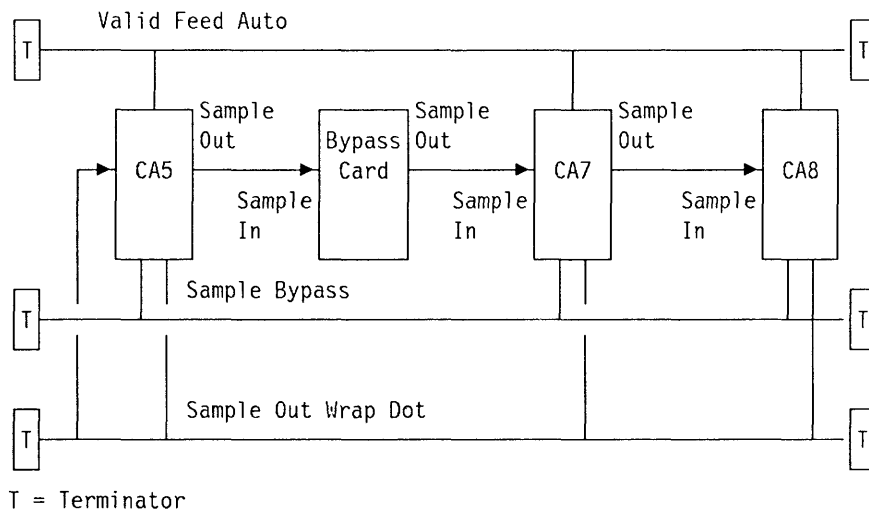 Valid Feed Auto
T
T
Sample
Out
Sample
Out
Sample
Out
CA5
Bypass
Card
CA7
CA8
Sample
In
Sample
In
Sample
In
Sample Bypass
T
T
Sample Out Wrap Dot
T
T
T = Terminator